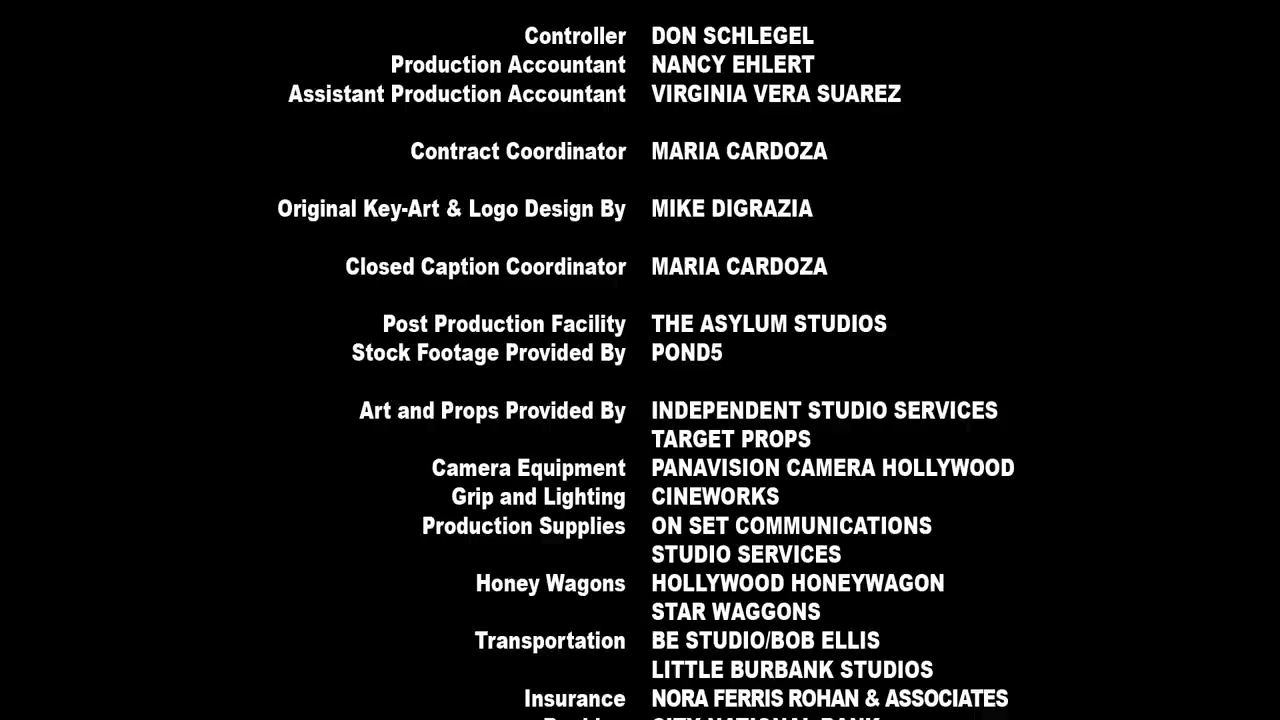 Controller DON SCHLEGEL
Production Accountant NANCY EHLERT
Assistant Production Accountant VIRGINIA VERA SUAREZ
Contract Coordinator MARIA CARDOZA
Original Key-Art & Logo Design By MIKE DIGRAZIA
Closed Caption Coordinator MARIA CARDOZA
Post Production Facility THE ASYLUM STUDIOS
Stock Footage Provided By POND5
Art and Props Provided By INDEPENDENT STUDIO SERVICES
TARGET PROPS
Camera Equipment PANAVISION CAMERA HOLLYWOOD
Grip and Lighting CINEWORKS
Production Supplies ON SET COMMUNICATIONS
STUDIO SERVICES
Honey Wagons HOLLYWOOD HONEYWAGON
STAR WAGGONS
Transportation BE STUDIO/BOB ELLIS
LITTLE BURBANK STUDIOS
Insurance NORA FERRIS ROHAN & ASSOCIATES
CITY NATIONAL BANK